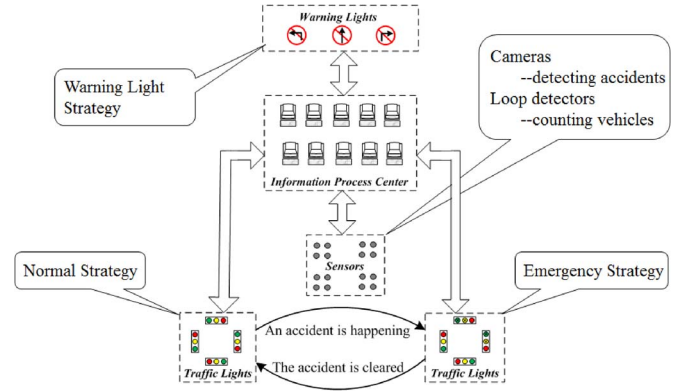 Warning Lights
Warning Light
Strategy
Cameras
--detecting accidents
Loop detectors
--counting vehicles
Information Process Center
Sensors
Normal Strategy
Emergency Strategy
An accident is happening
The accident is cleared
Traffic Lights
Traffic Lights